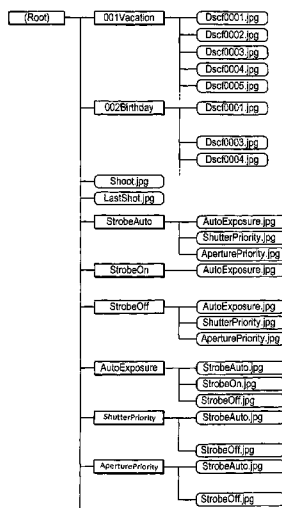 (Root)
001Vacation
Dscf0001.jpg
Dscf0002.jpg
Dscf0003.jpg
Dscf0004.jpg
Dscf0005.jpg
002Birthday
Dscf0001.jpg
Dscf0003.jpg
Dscf0004.jpg
Shoot.jpg
LastShot.jpg
StrobeAuto
AutoExposure.jpg
ShutterPriority.jpg
AperturePriority.jpg
StrobeOn
AutoExposure.jpg
StrobeOff
AutoExposure.jpg
ShutterPriority.jpg
AperturePriority.jpg
AutoExposure
StrobeAuto.jpg
StrobeOn.jpg
StrobeOff.jpg
ShutterPriority
StrobeAuto.jpg
StrobeOff.jpg
AperturePriority
StrobeAuto.jpg
StrobeOff.jpg